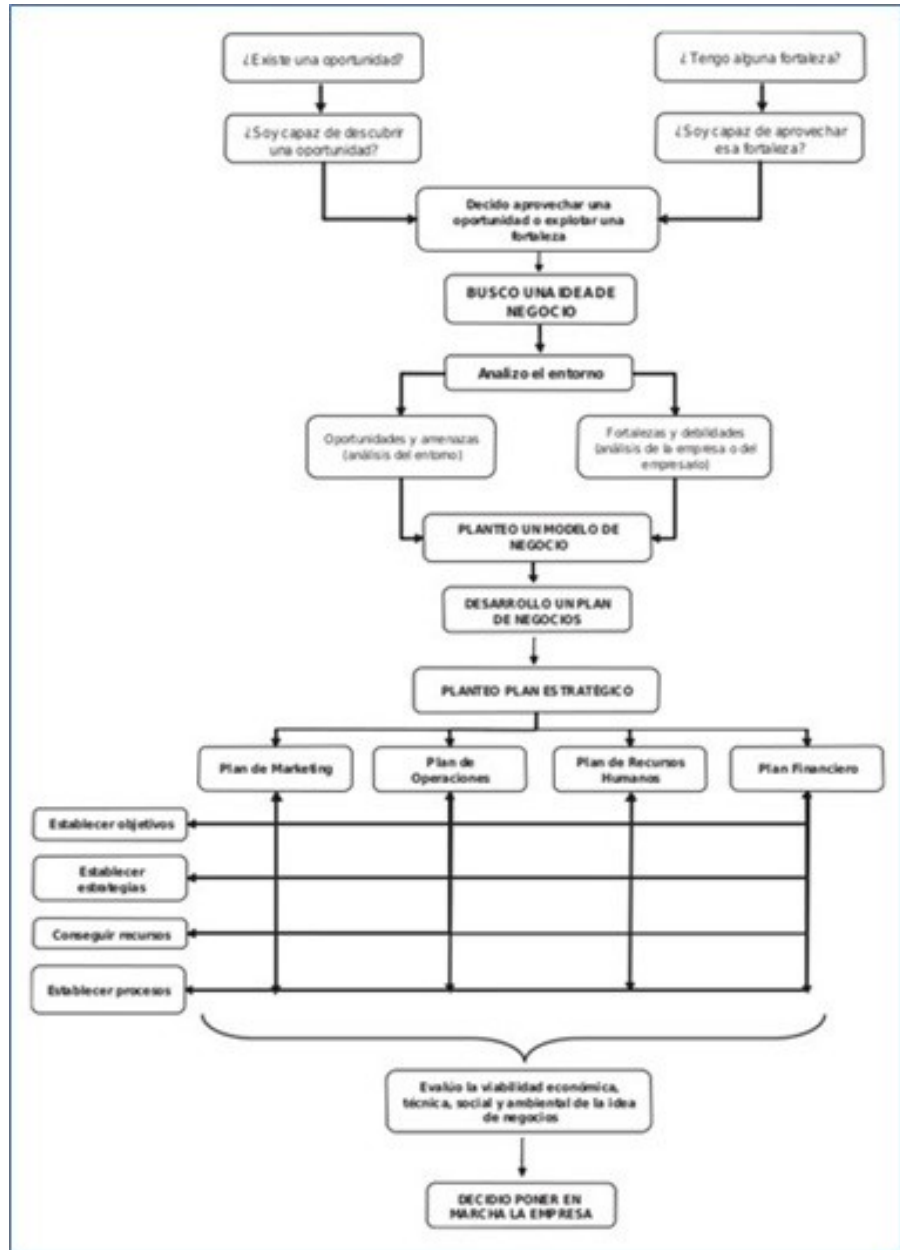 ¿Existe una oportunidad?
¿Tengo alguna fortaleza?
¿Soy capaz de descubrir
una oportunidad?
¿Soy capaz de aprovechar
esa fortaleza?
Decido aprovechar una
oportunidad o explotar una
fortaleza
BUSCO UNA IDEA DE
NEGOCIO
Analizo el entorno
Oportunidades y amenazas
(análisis del entorno)
Fortalezas y debilidades
(análisis de la empresa o del
empresario)
PLANTEO UN MODELO DE
NEGOCIO
DESARROLLO UN PLAN
DE NEGOCIOS
PLANTEO PLAN ESTRATÉGICO
Plan de Marketing
Plan de
Operaciones
Plan de Recursos
Humanos
Plan Financiero
Establecer objetivos
Establecer
estrategias
Conseguir recursos
Establecer procesos
Evalúo la viabilidad económica,
técnica, social y ambiental de la idea
de negocios
DECIDIO PONER EN
MARCHA LA EMPRESA